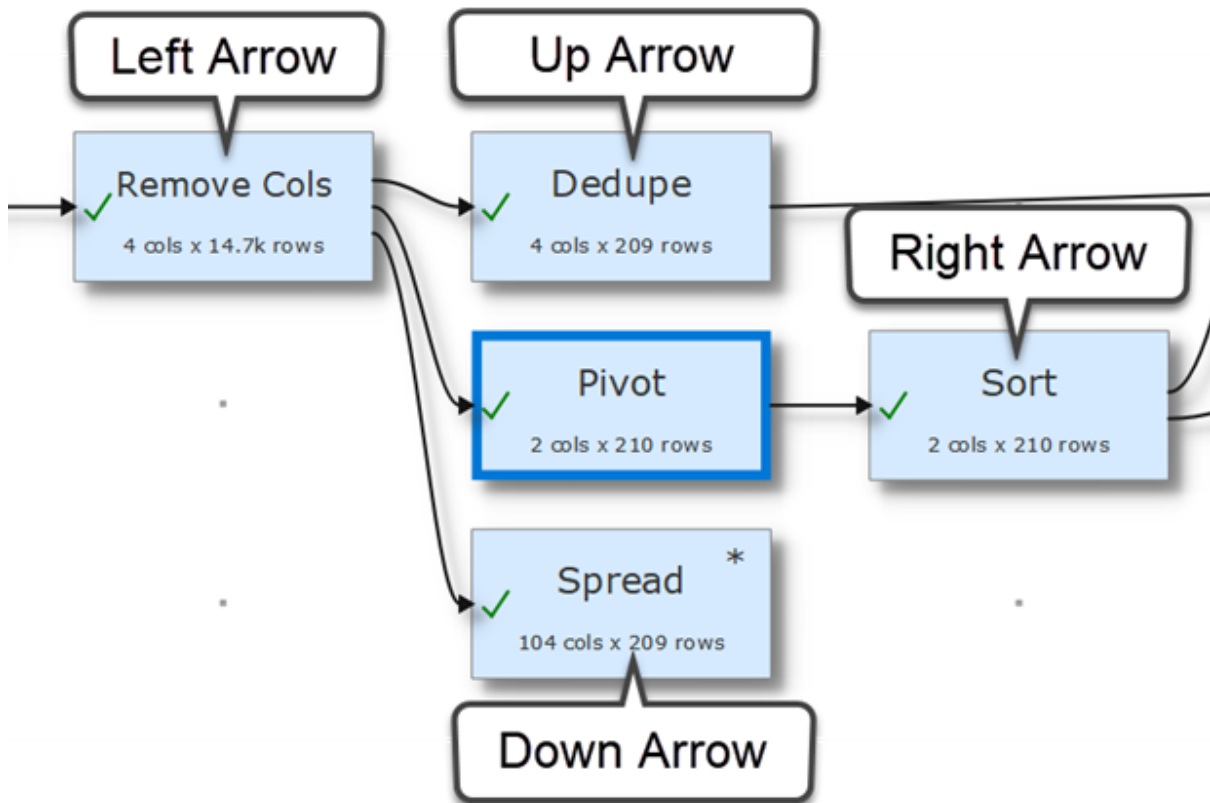 Left Arrow
Up Arrow
Remove Cols
4 cols x 14.7k rows
Dedupe
4 cols x 209 rows
Right Arrow
Pivot
2 cols x 210 rows
Sort
2 cols x 210 rows
Spread *
104 cols x 209 rows
Down Arrow